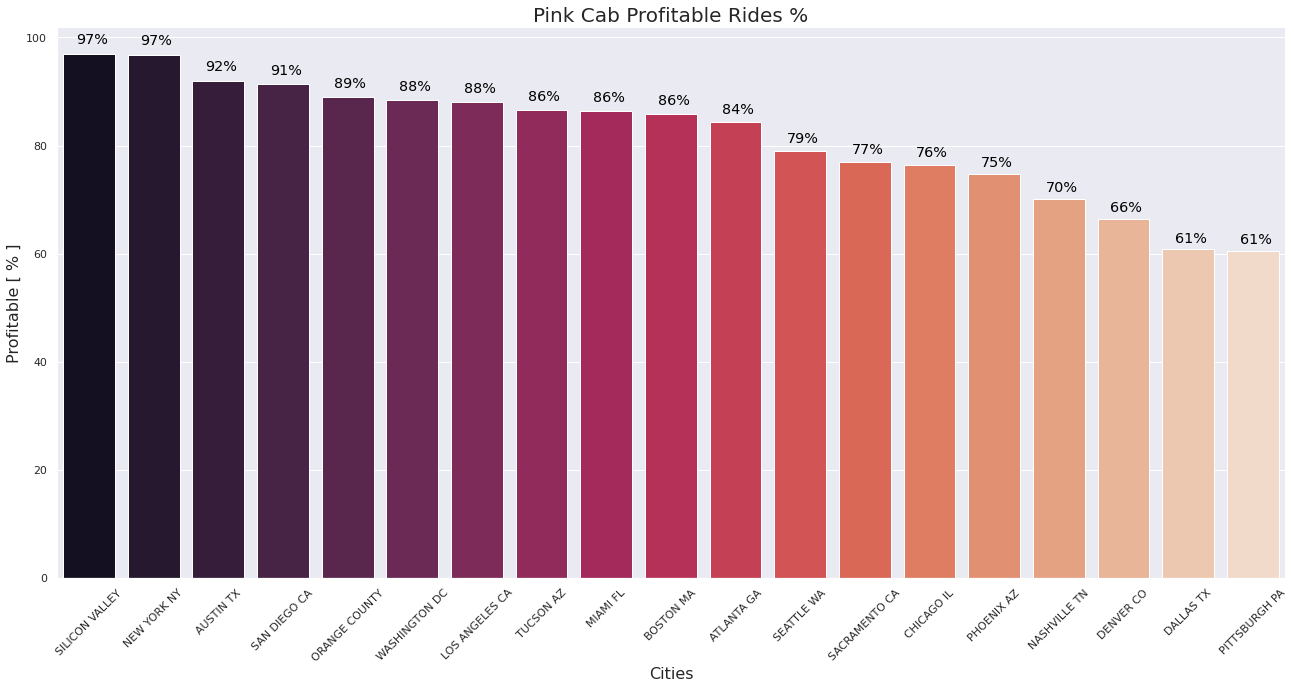 Pink Cab Profitable Rides %
Profitable [ % ]
100
80
60
40
20
0
97%
97%
92%
91%
89%
88%
88%
86%
86%
86%
84%
79%
77%
76%
75%
70%
66%
61%
61%
SILICON VALLEY
NEW YORK NY
AUSTIN TX
SAN DIEGO CA
ORANGE COUNTY
WASHINGTON DC
LOS ANGELES CA
TUCSON AZ
MIAMI FL
BOSTON MA
ATLANTA GA
SEATTLE WA
SACRAMENTO CA
CHICAGO IL
PHOENIX AZ
NASHVILLE TN
DENVER CO
DALLAS TX
PITTSBURGH PA
Cities